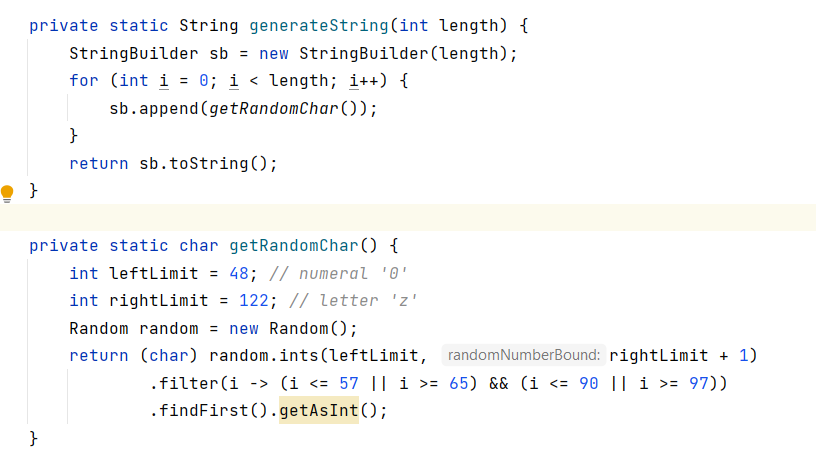 private static String generateString(int length) {
    StringBuilder sb = new StringBuilder(length);
    for (int i = 0; i < length; i++) {
        sb.append(getRandomChar());
    }
    return sb.toString();
}
private static char getRandomChar() {
    int leftLimit = 48; // numeral '0'
    int rightLimit = 122; // letter 'z'
    Random random = new Random();
    return (char) random.ints(leftLimit, randomNumberBound: rightLimit + 1)
            .filter(i -> (i <= 57 || i >= 65) && (i <= 90 || i >= 97))
            .findFirst().getAsInt();
}